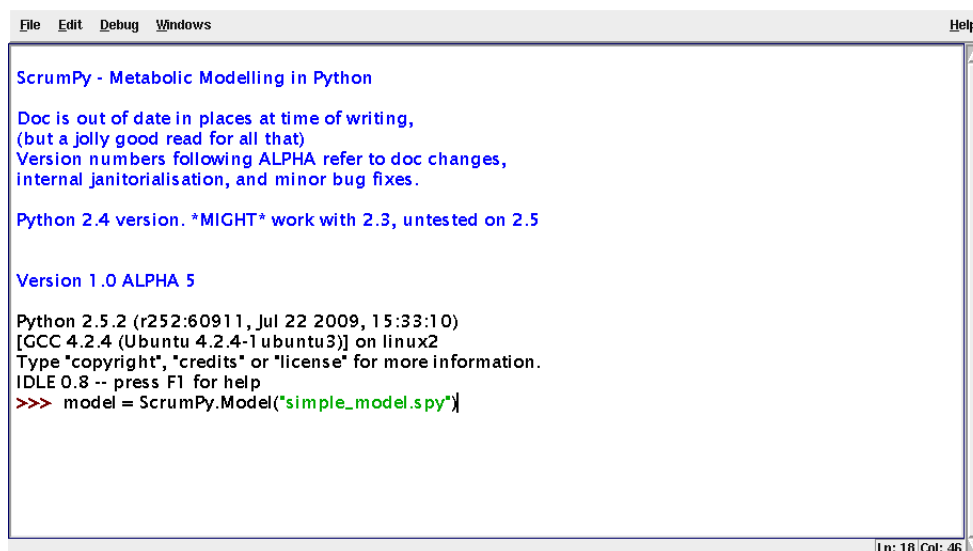 File Edit Debug Windows Help
ScrumPy - Metabolic Modelling in Python
Doc is out of date in places at time of writing,
(but a jolly good read for all that)
Version numbers following ALPHA refer to doc changes,
internal janitorialisation, and minor bug fixes.
Python 2.4 version. *MIGHT* work with 2.3, untested on 2.5
Version 1.0 ALPHA 5
Python 2.5.2 (r252:60911, Jul 22 2009, 15:33:10)
[GCC 4.2.4 (Ubuntu 4.2.4-1ubuntu3)] on linux2
Type "copyright", "credits" or "license" for more information.
IDLE 0.8 -- press F1 for help
>>> model = ScrumPy.Model("simple_model.spy")
Ln: 18 Col: 46